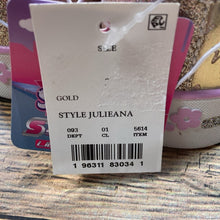 SIZE
GOLD
STYLE JULIEANA
093 01 5614
DEPT CL ITEM
1 96311 83034 1